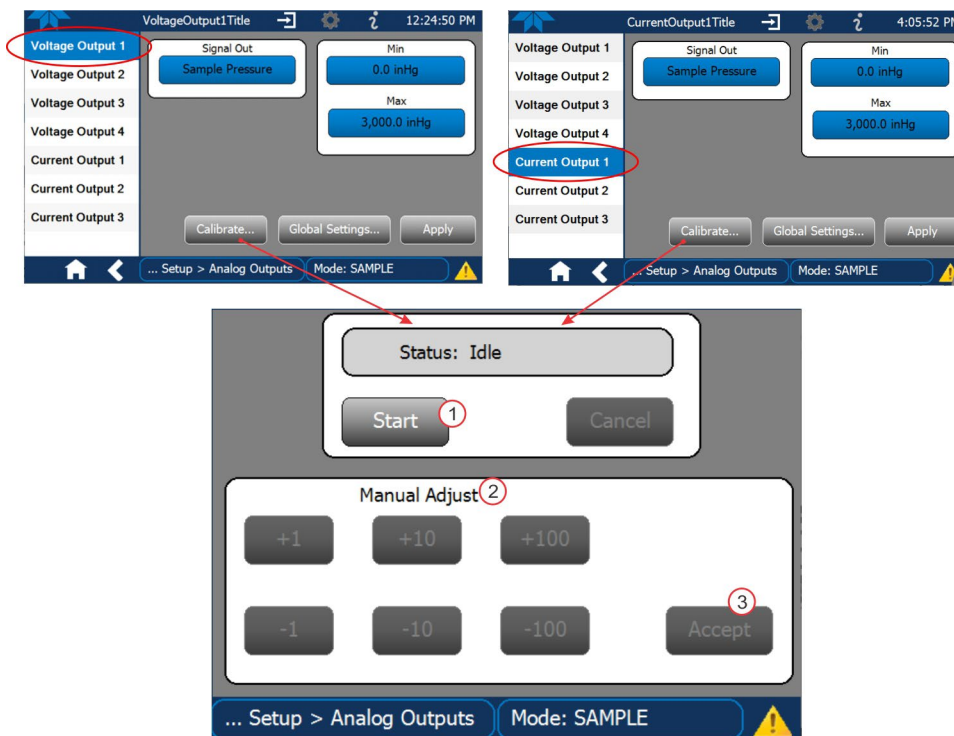 VoltageOutput1Title
12:24:50 PM
Voltage Output 1
Voltage Output 2
Voltage Output 3
Voltage Output 4
Current Output 1
Current Output 2
Current Output 3
Signal Out
Sample Pressure
Min
0.0 inHg
Max
3,000.0 inHg
Calibrate...
Global Settings...
Apply
... Setup > Analog Outputs
Mode: SAMPLE
CurrentOutput1Title
4:05:52 PM
Voltage Output 1
Voltage Output 2
Voltage Output 3
Voltage Output 4
Current Output 1
Current Output 2
Current Output 3
Signal Out
Sample Pressure
Min
0.0 inHg
Max
3,000.0 inHg
Calibrate...
Global Settings...
Apply
... Setup > Analog Outputs
Mode: SAMPLE
Status: Idle
Start
1
Cancel
Manual Adjust
2
+1
+10
+100
3
-1
-10
-100
Accept
... Setup > Analog Outputs
Mode: SAMPLE